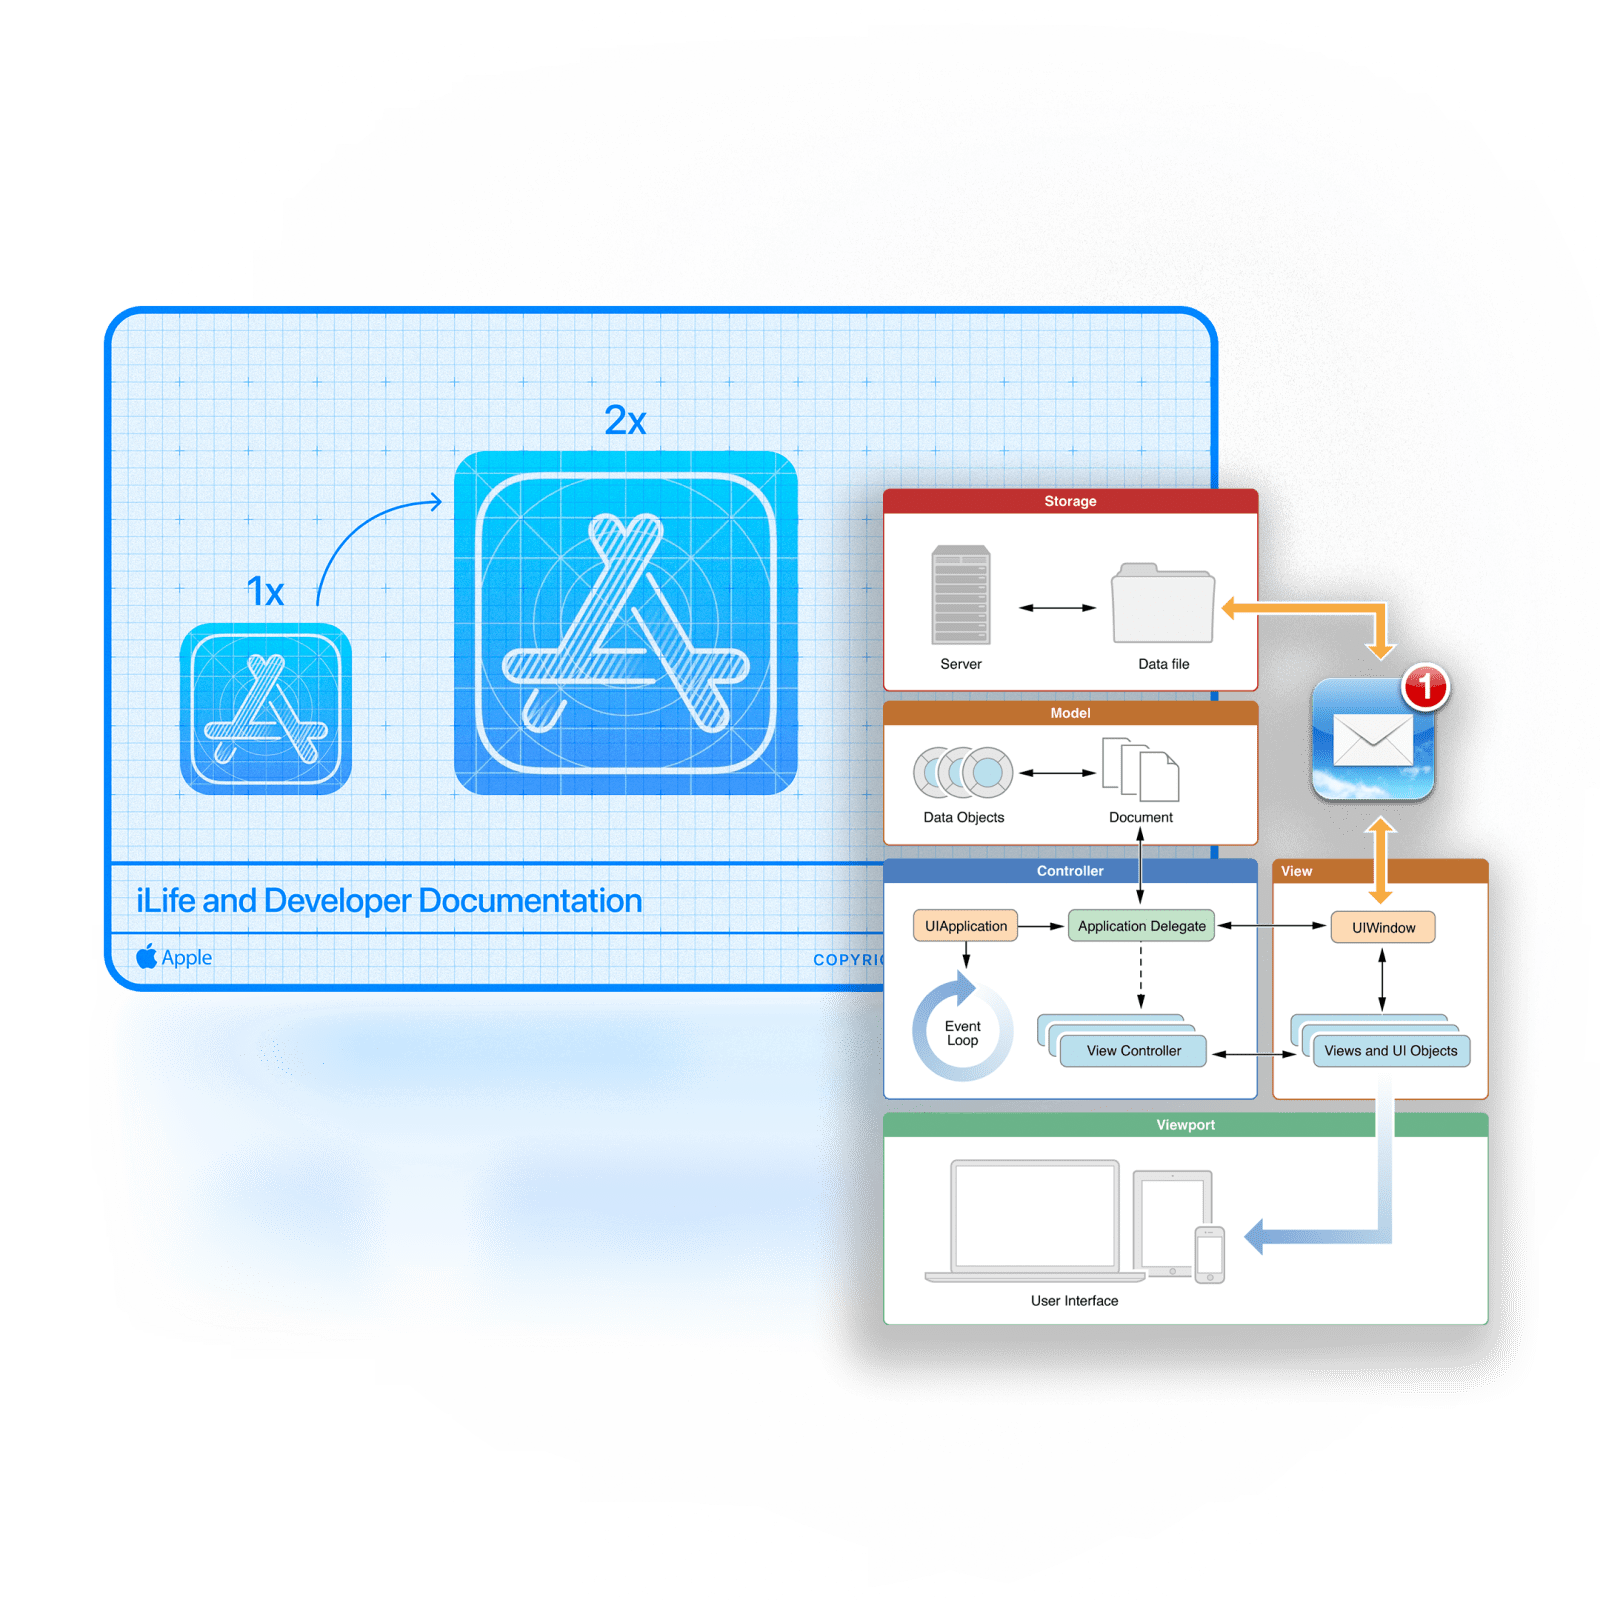 2x
1x
iLife and Developer Documentation
Apple
Storage
Server
Data file
1
Model
Data Objects
Document
Controller
View
UIApplication
Application Delegate
UIWindow
Event
Loop
View Controller
Views and UI Objects
Viewport
User Interface